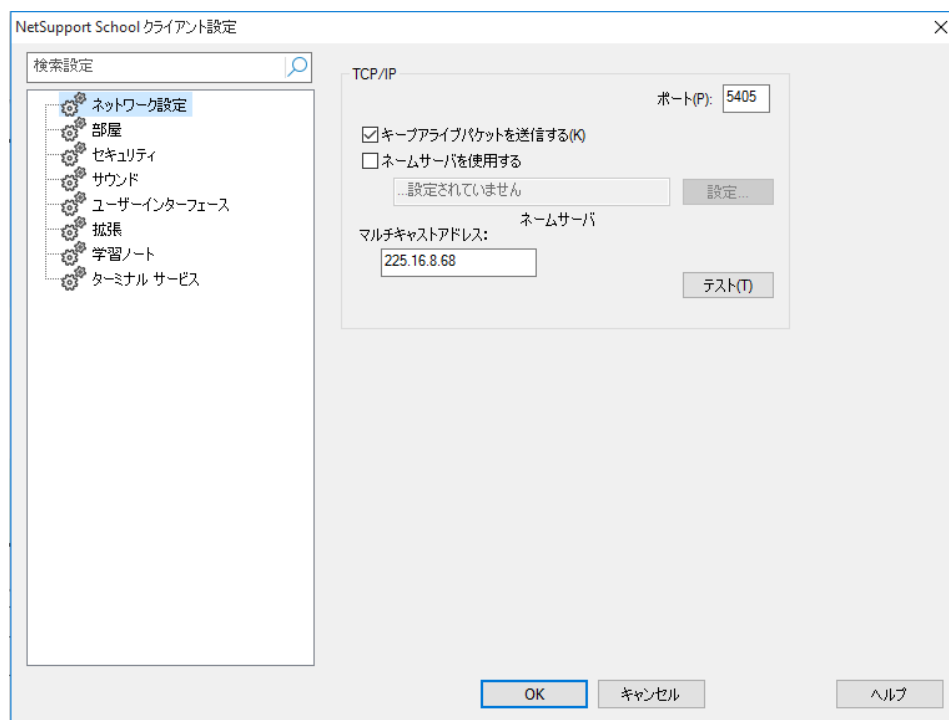 NetSupport School クライアント設定
検索設定
ネットワーク設定
部屋
セキュリティ
サウンド
ユーザーインターフェース
拡張
学習ノート
ターミナル サービス
TCP/IP
ポート(P): 5405
キープアライブパケットを送信する(K)
ネームサーバを使用する
...設定されていません
設定...
ネームサーバ
マルチキャストアドレス:
225.16.8.68
テスト(T)
OK
キャンセル
ヘルプ